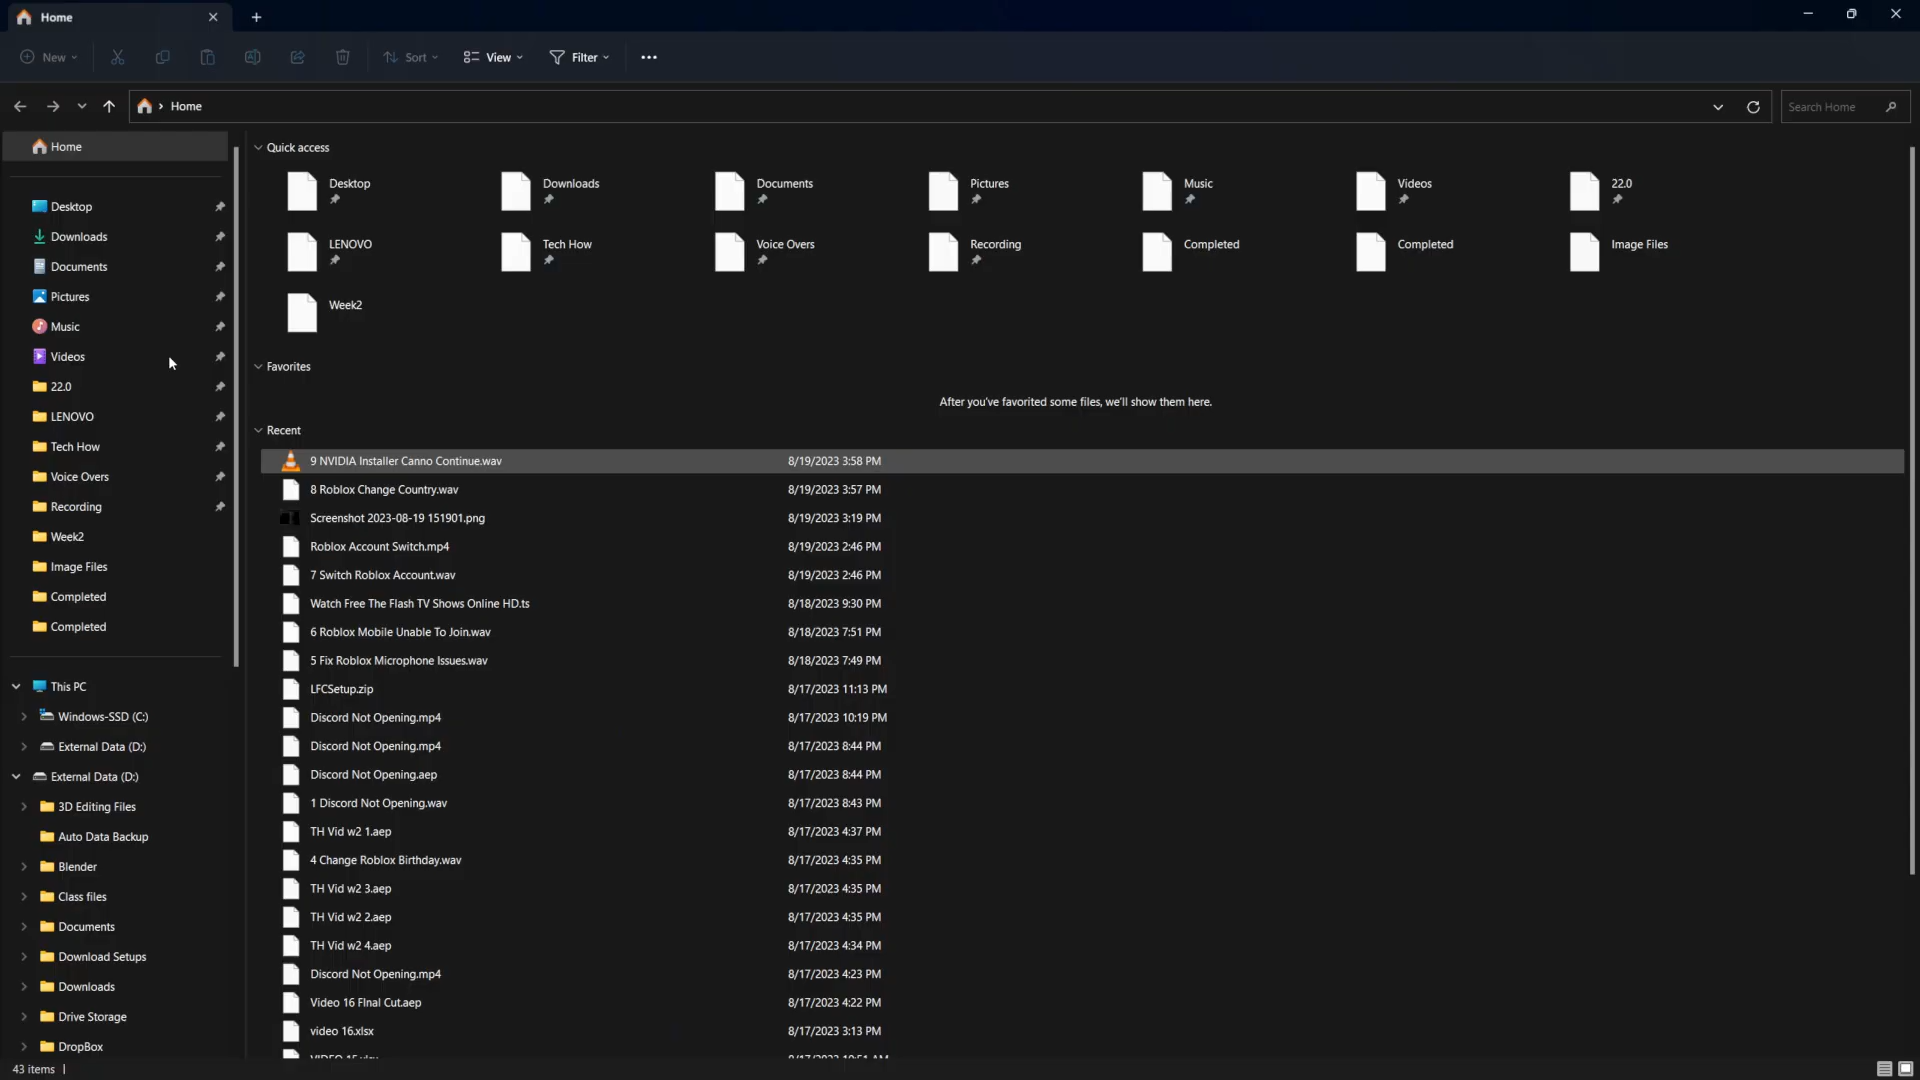 Home
New
Sort
View
Filter
Home
Search Home
Home
Desktop
Downloads
Documents
Pictures
Music
Videos
22.0
LENOVO
Tech How
Voice Overs
Recording
Week2
Image Files
Completed
Completed
This PC
Windows-SSD (C:)
External Data (D:)
External Data (D:)
3D Editing Files
Auto Data Backup
Blender
Class files
Documents
Download Setups
Downloads
Drive Storage
DropBox
Quick access
Desktop Downloads Documents Pictures Music Videos 22.0
LENOVO Tech How Voice Overs Recording Completed Completed Image Files
Week2
Favorites
After you've favorited some files, we'll show them here.
Recent
9 NVIDIA Installer Canno Continue.wav 8/19/2023 3:58 PM
8 Roblox Change Country.wav 8/19/2023 3:57 PM
Screenshot 2023-08-19 151901.png 8/19/2023 3:19 PM
Roblox Account Switch.mp4 8/19/2023 2:46 PM
7 Switch Roblox Account.wav 8/19/2023 2:46 PM
Watch Free The Flash TV Shows Online HD.ts 8/18/2023 9:30 PM
6 Roblox Mobile Unable To Join.wav 8/18/2023 7:51 PM
5 Fix Roblox Microphone Issues.wav 8/18/2023 7:49 PM
LFCSetup.zip 8/17/2023 11:13 PM
Discord Not Opening.mp4 8/17/2023 10:19 PM
Discord Not Opening.mp4 8/17/2023 8:44 PM
Discord Not Opening.aep 8/17/2023 8:44 PM
1 Discord Not Opening.wav 8/17/2023 8:43 PM
TH Vid w2 1.aep 8/17/2023 4:37 PM
4 Change Roblox Birthday.wav 8/17/2023 4:35 PM
TH Vid w2 3.aep 8/17/2023 4:35 PM
TH Vid w2 2.aep 8/17/2023 4:35 PM
TH Vid w2 4.aep 8/17/2023 4:34 PM
Discord Not Opening.mp4 8/17/2023 4:23 PM
Video 16 FInal Cut.aep 8/17/2023 4:22 PM
video 16.xlsx 8/17/2023 3:13 PM
43 items